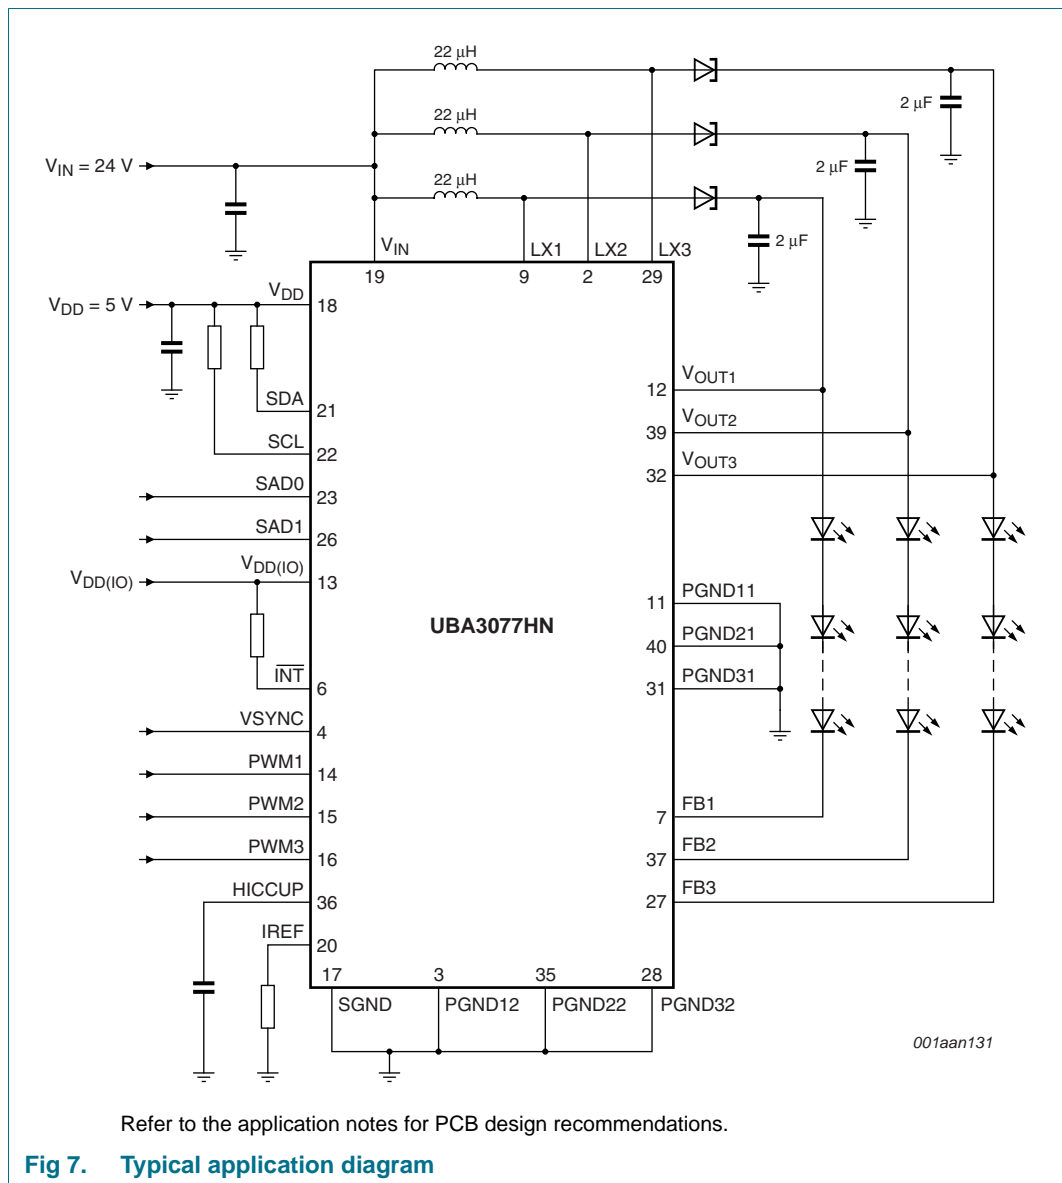 22 μH
22 μH
2 μF
V_IN = 24 V
2 μF
22 μH
2 μF
V_IN
LX1
LX2
LX3
19
9
2
29
V_DD = 5 V
V_DD
18
12
V_OUT1
SDA
21
39
V_OUT2
SCL
22
32
V_OUT3
SAD0
23
SAD1
26
V_DD(IO)
V_DD(IO)
13
11
PGND11
UBA3077HN
40
PGND21
INT
6
31
PGND31
VSYNC
4
PWM1
14
PWM2
15
7
FB1
PWM3
16
37
FB2
HICCUP
36
27
FB3
IREF
20
17
3
35
28
SGND
PGND12
PGND22
PGND32
001aan131
Refer to the application notes for PCB design recommendations.
Fig 7. Typical application diagram